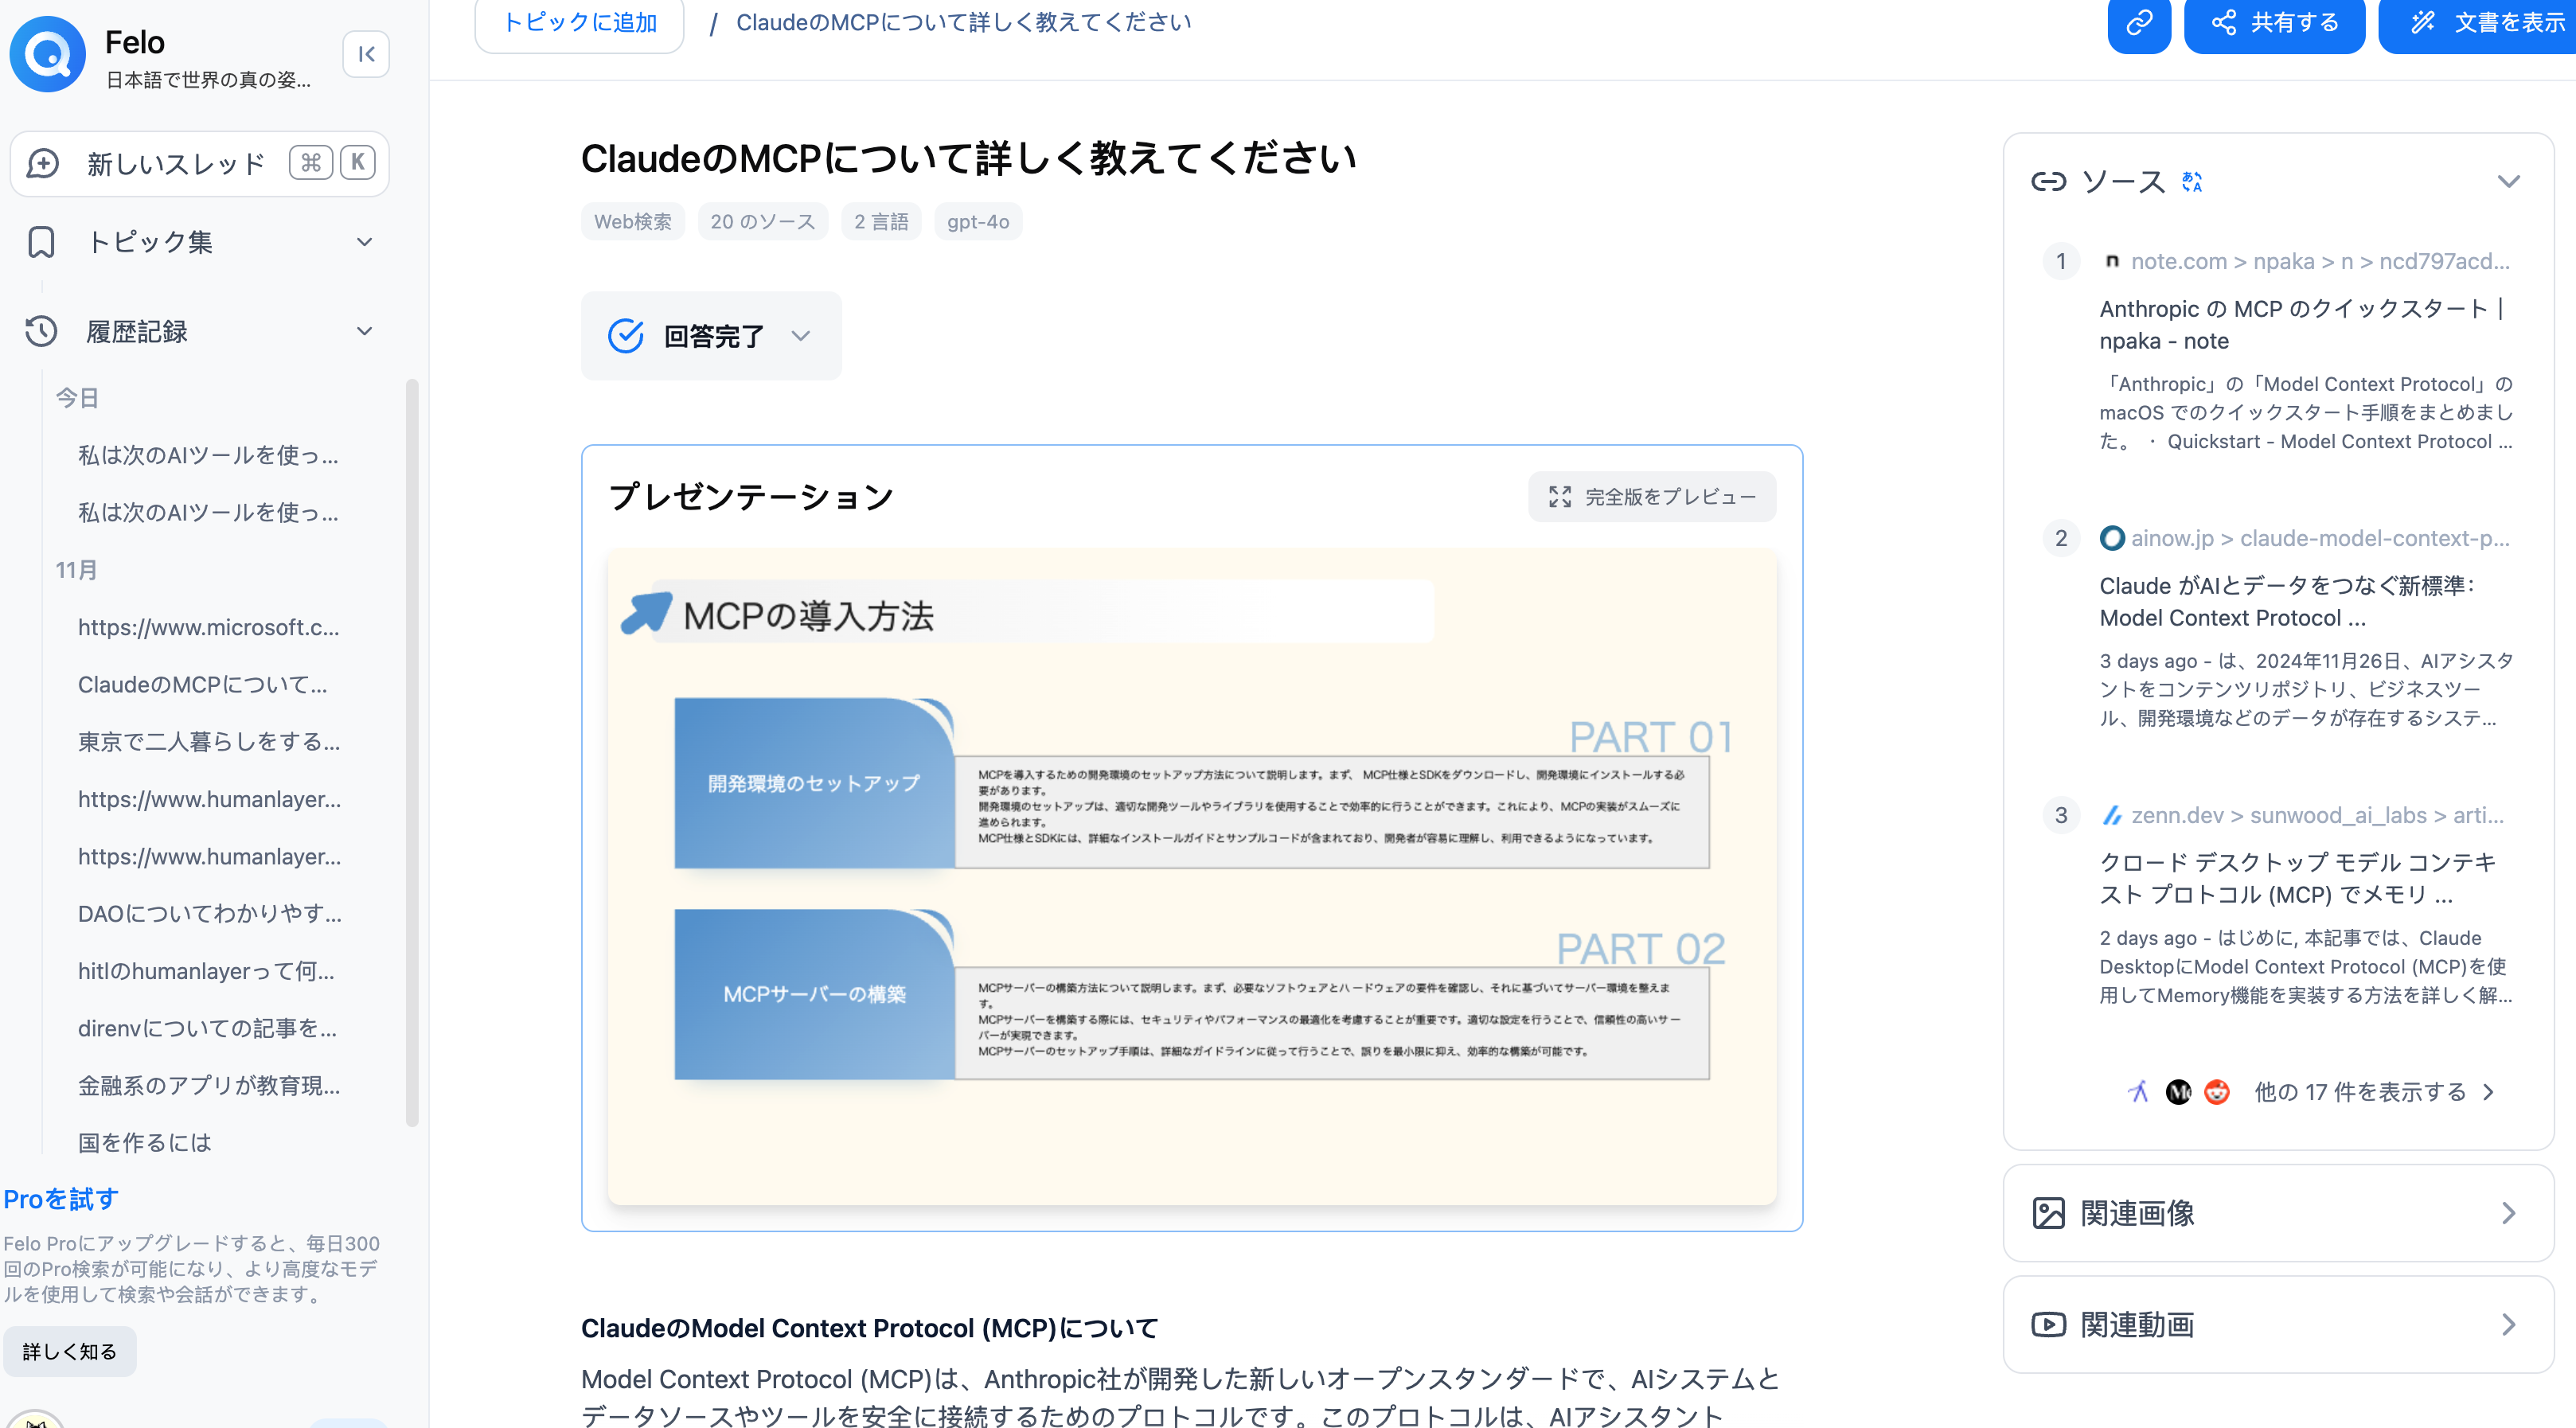 Felo
日本語で世界の真の姿...
新しいスレッド ⌘ K
トピック集
履歴記録
今日
私は次のAIツールを使っ...
私は次のAIツールを使っ...
11月
https://www.microsoft.c...
ClaudeのMCPについて...
東京で二人暮らしをする...
https://www.humanlayer...
https://www.humanlayer...
DAOについてわかりやす...
hitlのhumanlayerって何...
direnvについての記事を...
金融系のアプリが教育現...
国を作るには
Proを試す
Felo Proにアップグレードすると、毎日300
回のPro検索が可能になり、より高度なモデ
ルを使用して検索や会話ができます。
詳しく知る
トピックに追加 / ClaudeのMCPについて詳しく教えてください
共有する
文書を表示
ClaudeのMCPについて詳しく教えてください
Web検索 20 のソース 2 言語 gpt-4o
回答完了
プレゼンテーション
完全版をプレビュー
MCPの導入方法
PART 01
開発環境のセットアップ
MCPを導入するための開発環境のセットアップ方法について説明します。まず、 MCP仕様とSDKをダウンロードし、開発環境にインストールする必
要があります。
開発環境のセットアップは、適切な開発ツールやライブラリを使用することで効率的に行うことができます。これにより、MCPの実装がスムーズに
進められます。
MCP仕様とSDKには、詳細なインストールガイドとサンプルコードが含まれており、開発者が容易に理解し、利用できるようになっています。
PART 02
MCPサーバーの構築
MCPサーバーの構築方法について説明します。まず、必要なソフトウェアとハードウェアの要件を確認し、それに基づいてサーバー環境を整えま
す。
MCPサーバーを構築する際には、セキュリティやパフォーマンスの最適化を考慮することが重要です。適切な設定を行うことで、信頼性の高いサー
バーが実現できます。
MCPサーバーのセットアップ手順は、詳細なガイドラインに従って行うことで、誤りを最小限に抑え、効率的な構築が可能です。
ClaudeのModel Context Protocol (MCP)について
Model Context Protocol (MCP)は、Anthropic社が開発した新しいオープンスタンダードで、AIシステムと
データソースやツールを安全に接続するためのプロトコルです。このプロトコルは、AIアシスタント
ソース
1 note.com > npaka > n > ncd797acd...
Anthropic の MCP のクイックスタート｜
npaka - note
「Anthropic」の「Model Context Protocol」の
macOS でのクイックスタート手順をまとめまし
た。 · Quickstart - Model Context Protocol ...
2 ainow.jp > claude-model-context-p...
Claude がAIとデータをつなぐ新標準：
Model Context Protocol ...
3 days ago - は、2024年11月26日、AIアシスタ
ントをコンテンツリポジトリ、ビジネスツー
ル、開発環境などのデータが存在するシステ...
3 zenn.dev > sunwood_ai_labs > arti...
クロード デスクトップ モデル コンテキ
スト プロトコル (MCP) でメモリ ...
2 days ago - はじめに, 本記事では、Claude
DesktopにModel Context Protocol (MCP)を使
用してMemory機能を実装する方法を詳しく解...
他の 17 件を表示する
関連画像
関連動画